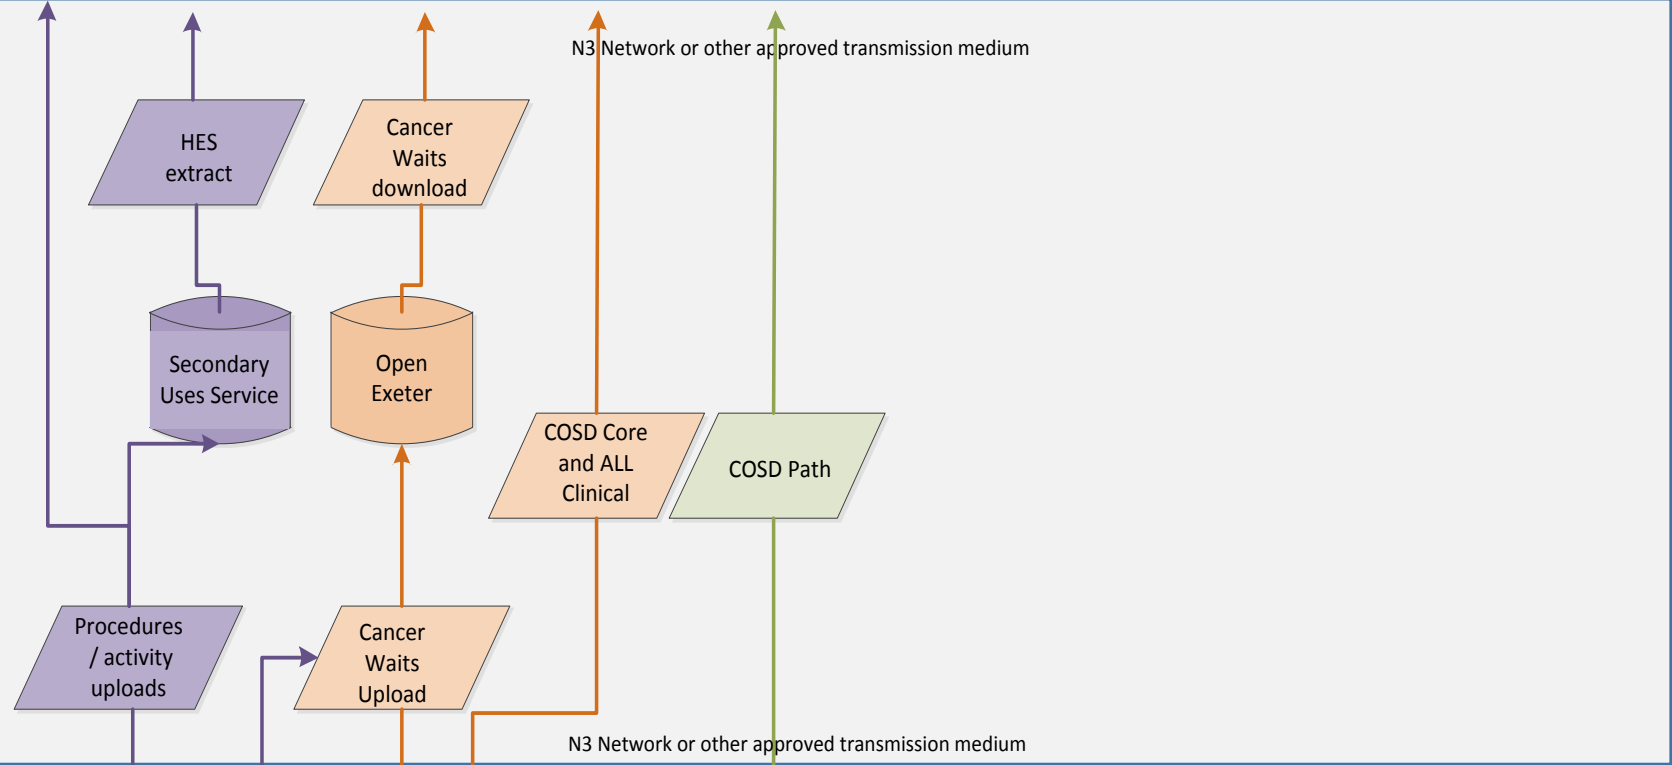 N3 Network or other approved transmission medium
HES
extract
Cancer
Waits
download
Secondary
Uses Service
Open
Exeter
COSD Core
and ALL
Clinical
COSD Path
Procedures
/ activity
uploads
Cancer
Waits
Upload
N3 Network or other approved transmission medium